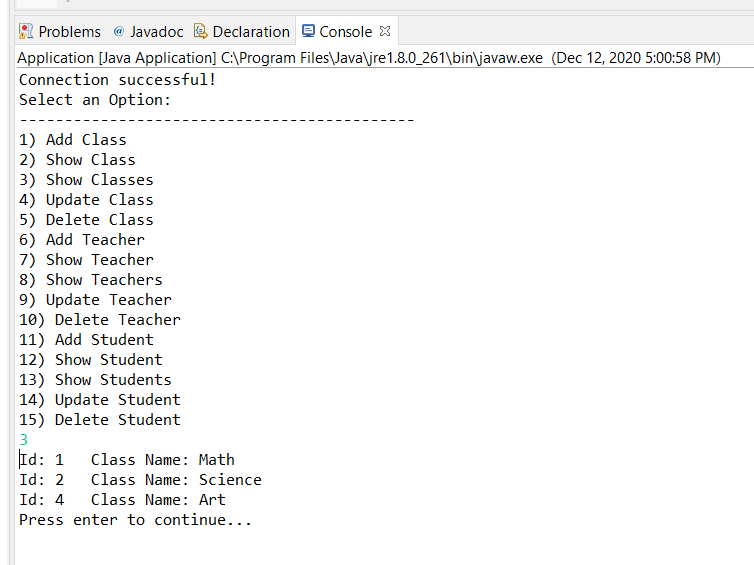 Problems @ Javadoc Declaration Console
Application [Java Application] C:\Program Files\Java\jre1.8.0_261\bin\javaw.exe (Dec 12, 2020 5:00:58 PM)
Connection successful!
Select an Option:
--------------------------------------------
1) Add Class
2) Show Class
3) Show Classes
4) Update Class
5) Delete Class
6) Add Teacher
7) Show Teacher
8) Show Teachers
9) Update Teacher
10) Delete Teacher
11) Add Student
12) Show Student
13) Show Students
14) Update Student
15) Delete Student
3
Id: 1   Class Name: Math
Id: 2   Class Name: Science
Id: 4   Class Name: Art
Press enter to continue...